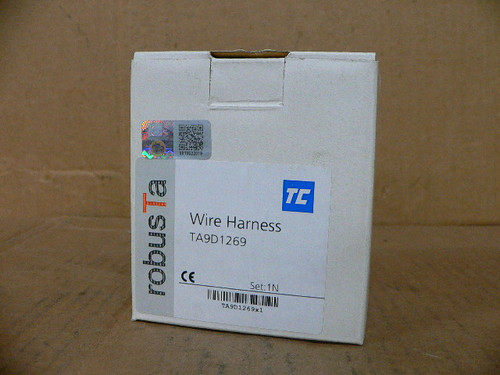 robusTa
TC
Wire Harness
TA9D1269
CE
Set:1N
TA9D1269x1